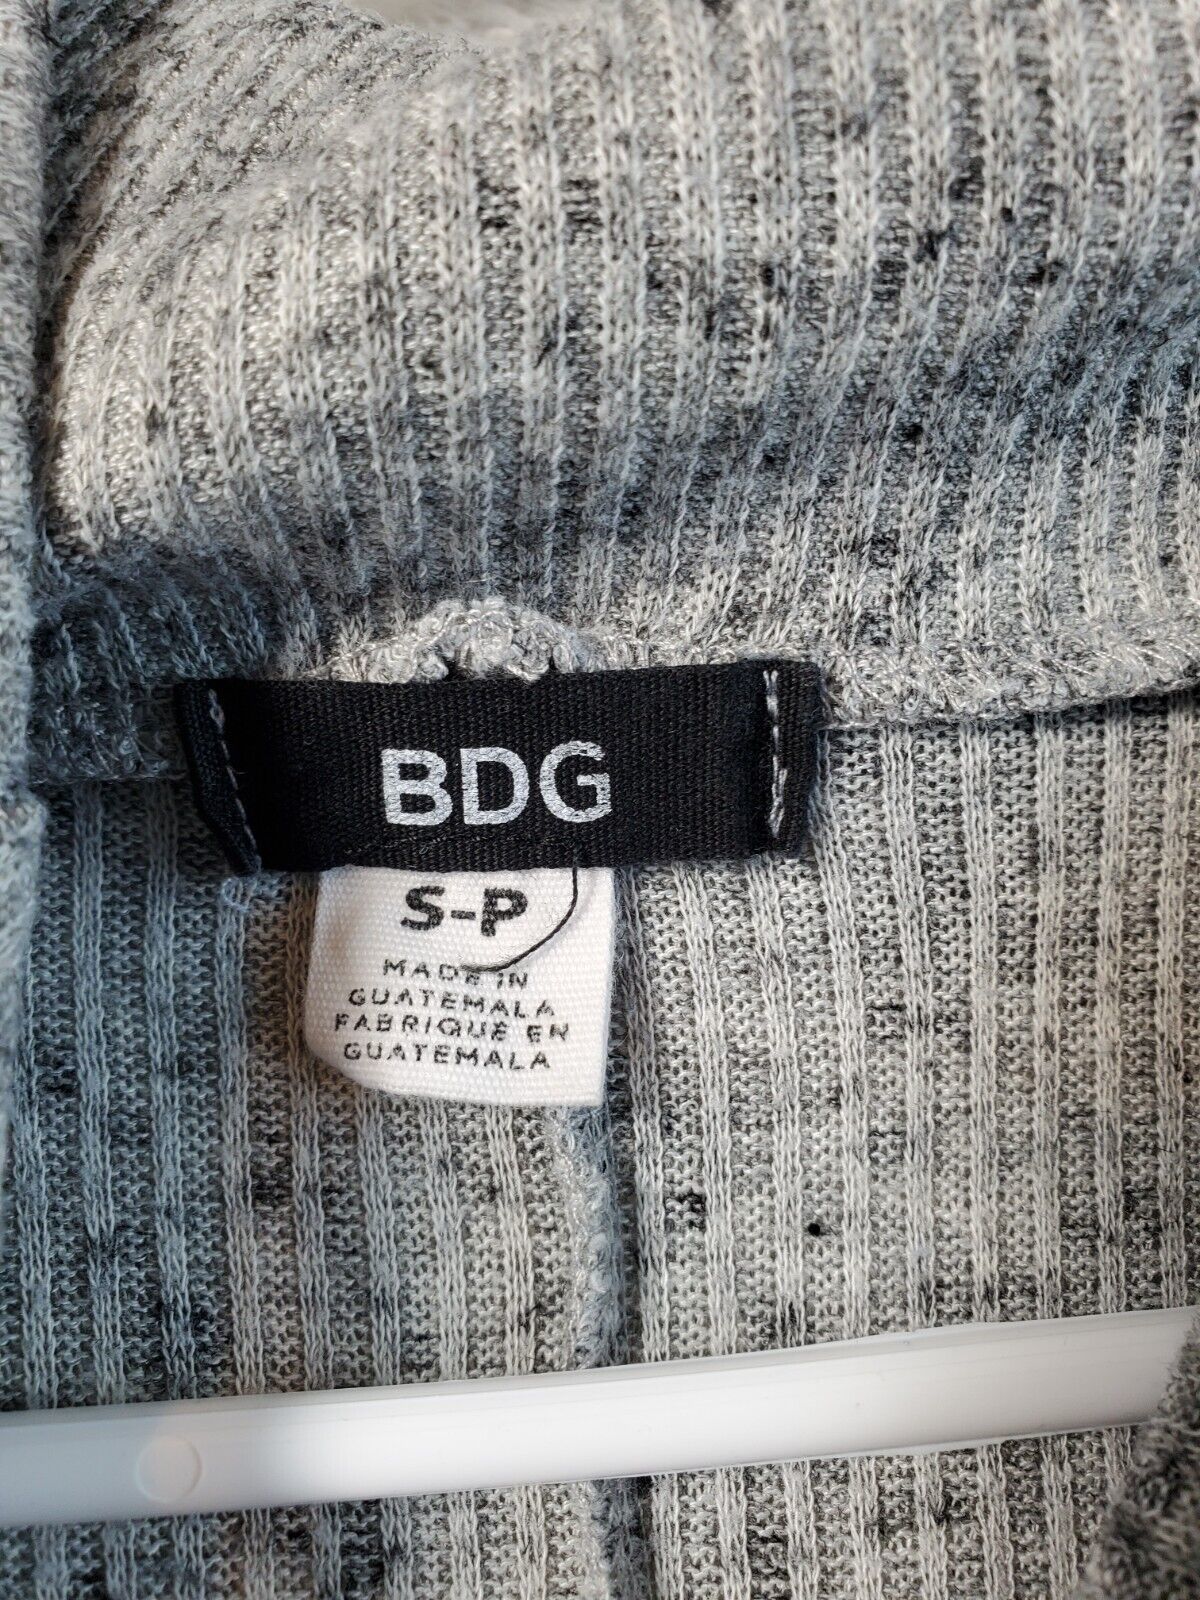 BDG
S-P
MADE IN
GUATEMALA
FABRIQUE EN
GUATEMALA